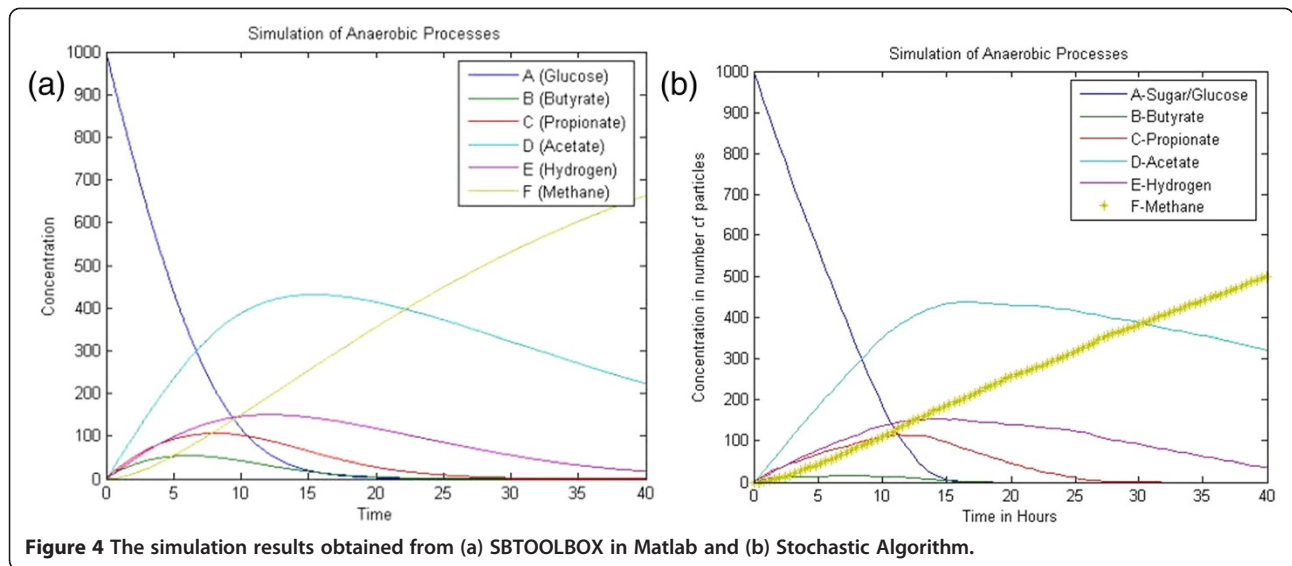 (a)
Simulation of Anaerobic Processes
Concentration
1000
900
800
700
600
500
400
300
200
100
0
0 5 10 15 20 25 30 35 40
Time
A (Glucose)
B (Butyrate)
C (Propionate)
D (Acetate)
E (Hydrogen)
F (Methane)
(b)
Simulation of Anaerobic Processes
Concentration in number of particles
1000
900
800
700
600
500
400
300
200
100
0
0 5 10 15 20 25 30 35 40
Time in Hours
A-Sugar/Glucose
B-Butyrate
C-Propionate
D-Acetate
E-Hydrogen
F-Methane
Figure 4 The simulation results obtained from (a) SBTOOLBOX in Matlab and (b) Stochastic Algorithm.